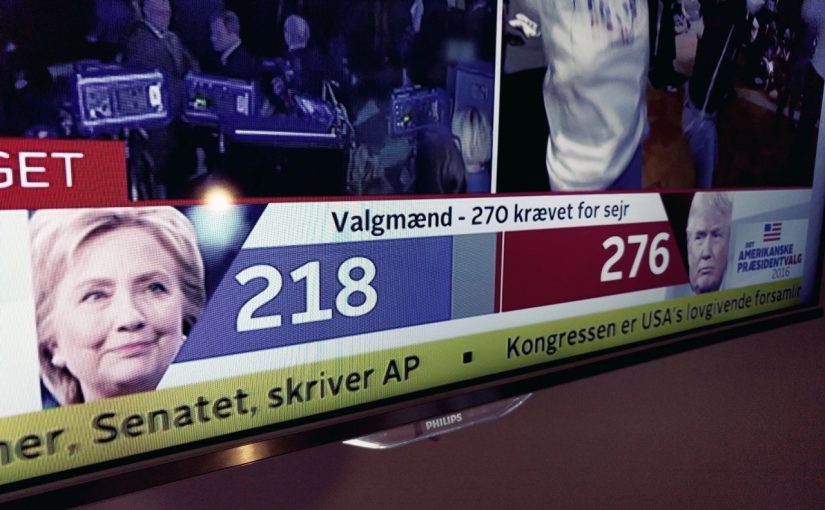 GET
Valgmænd - 270 krævet for sejr
218
276
DET
AMERIKANSKE
PRÆSIDENTVALG
2016
ner, Senatet, skriver AP ▪ Kongressen er USA's lovgivende forsamlin
PHILIPS